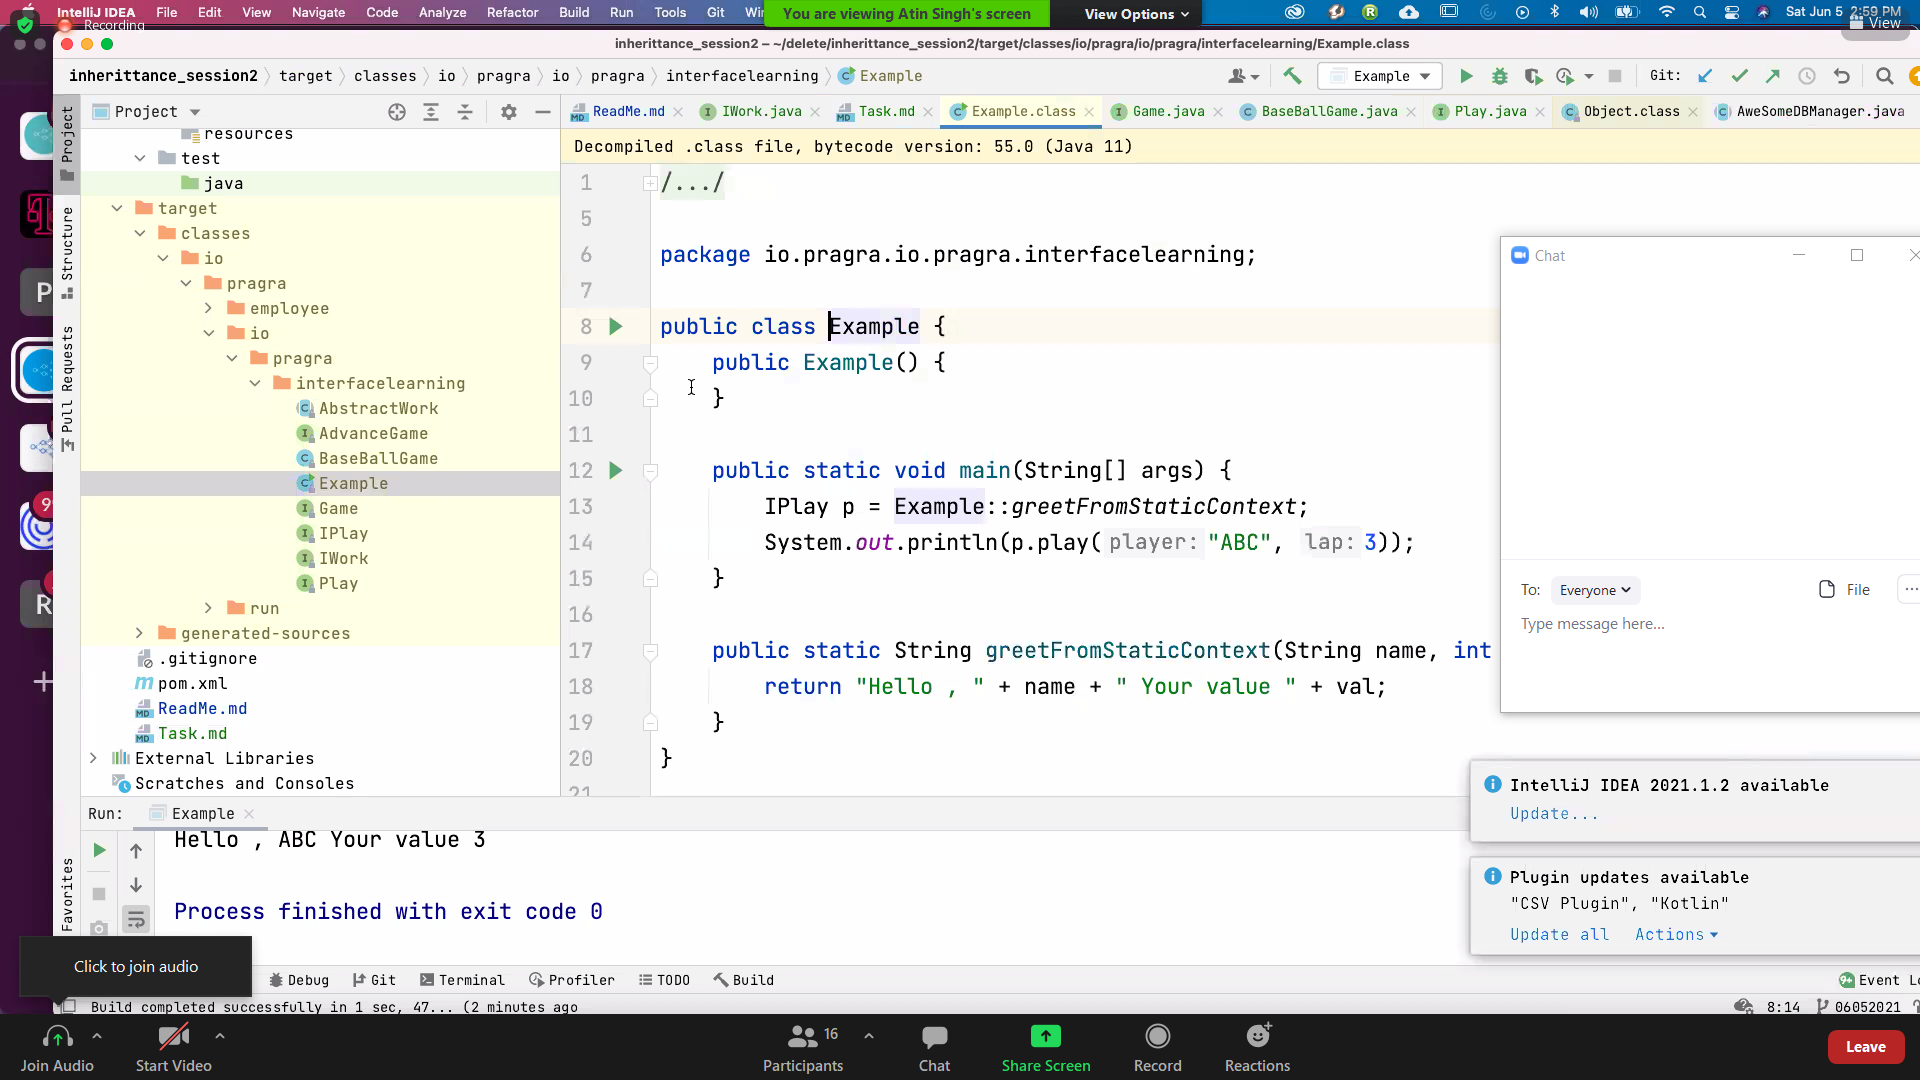 IntelliJ IDEA File Edit View Navigate Code Analyze Refactor Build Run Tools Git
You are viewing Atin Singh's screen
View Options
Sat Jun 5 2:59 PM
Recording
View
inherittance_session2 – ~/delete/inherittance_session2/target/classes/io/pragra/io/pragra/interfacelearning/Example.class
inherittance_session2 target classes io pragra io pragra interfacelearning Example
Example
Git:
Project
ReadMe.md IWork.java Task.md Example.class Game.java BaseBallGame.java Play.java Object.class AweSomeDBManager.java
Decompiled .class file, bytecode version: 55.0 (Java 11)
Project
Structure
Pull Requests
Favorites
resources
test
java
target
classes
io
pragra
employee
io
pragra
interfacelearning
AbstractWork
AdvanceGame
BaseBallGame
Example
Game
IPlay
IWork
Play
run
generated-sources
.gitignore
pom.xml
ReadMe.md
Task.md
External Libraries
Scratches and Consoles
1 /.../
5
6 package io.pragra.io.pragra.interfacelearning;
7
8 public class Example {
9 public Example() {
10 }
11
12 public static void main(String[] args) {
13 IPlay p = Example::greetFromStaticContext;
14 System.out.println(p.play( player: "ABC", lap: 3));
15 }
16
17 public static String greetFromStaticContext(String name, int
18 return "Hello , " + name + " Your value " + val;
19 }
20 }
21
Chat
To: Everyone File
Type message here...
IntelliJ IDEA 2021.1.2 available
Update...
Plugin updates available
"CSV Plugin", "Kotlin"
Update all Actions
Run: Example
Hello , ABC Your value 3
Process finished with exit code 0
Click to join audio
Debug Git Terminal Profiler TODO Build
9+ Event
Build completed successfully in 1 sec, 47... (2 minutes ago
8:14 06052021
P
9
R
Join Audio Start Video Participants 16 Chat Share Screen Record Reactions Leave